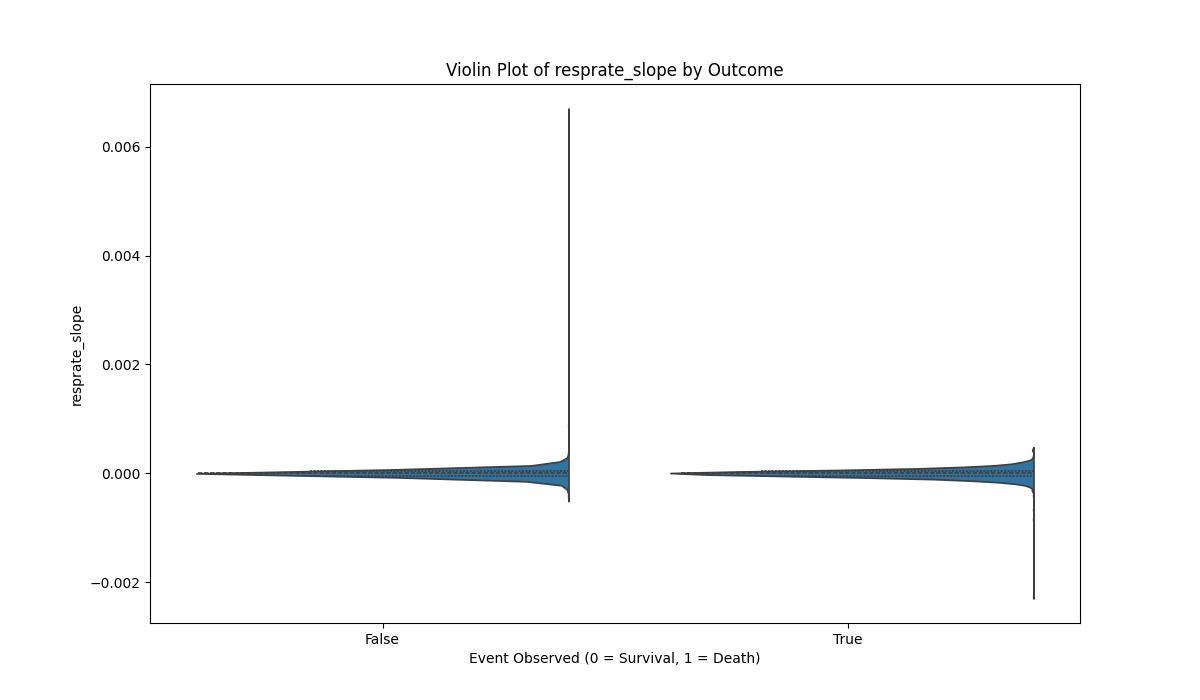 Violin Plot of resprate_slope by Outcome
resprate_slope
0.006
0.004
0.002
0.000
−0.002
False
True
Event Observed (0 = Survival, 1 = Death)